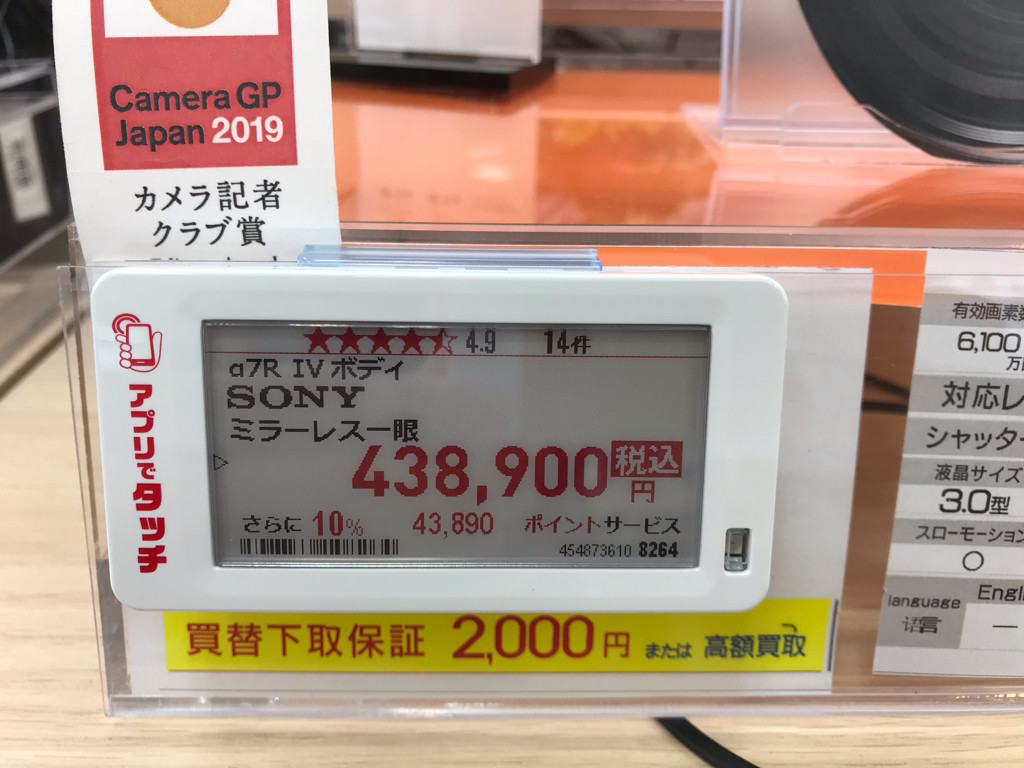 Camera GP
Japan 2019
カメラ記者
クラブ賞
アプリでタッチ
4.9 14件
α7R IV ボディ
SONY
ミラーレス一眼
438,900 税込
円
さらに 10% 43,890 ポイントサービス
454873610 8264
買替下取保証 2,000円 または 高額買取
有効画素
6,100
万
対応レ
シャッター
液晶サイズ
3.0型
スローモーション
○
language
语言
Engli
—